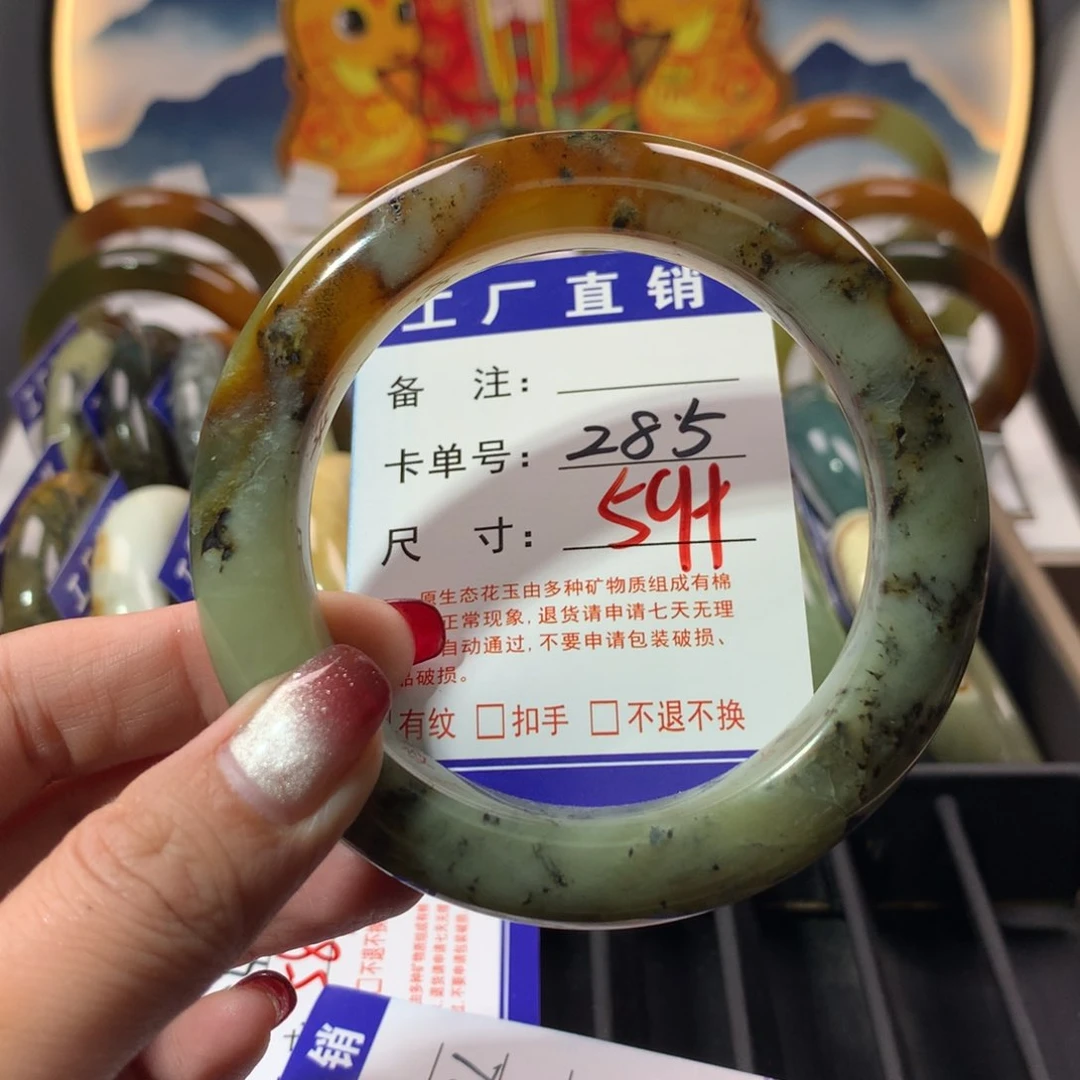 工厂直销
备 注:
卡单号: 285
尺 寸: 59H
原生态花玉由多种矿物质组成有棉
正常现象,退货请申请七天无理
自动通过,不要申请包装破损、
品破损。
有纹 □扣手 □不退不换
销